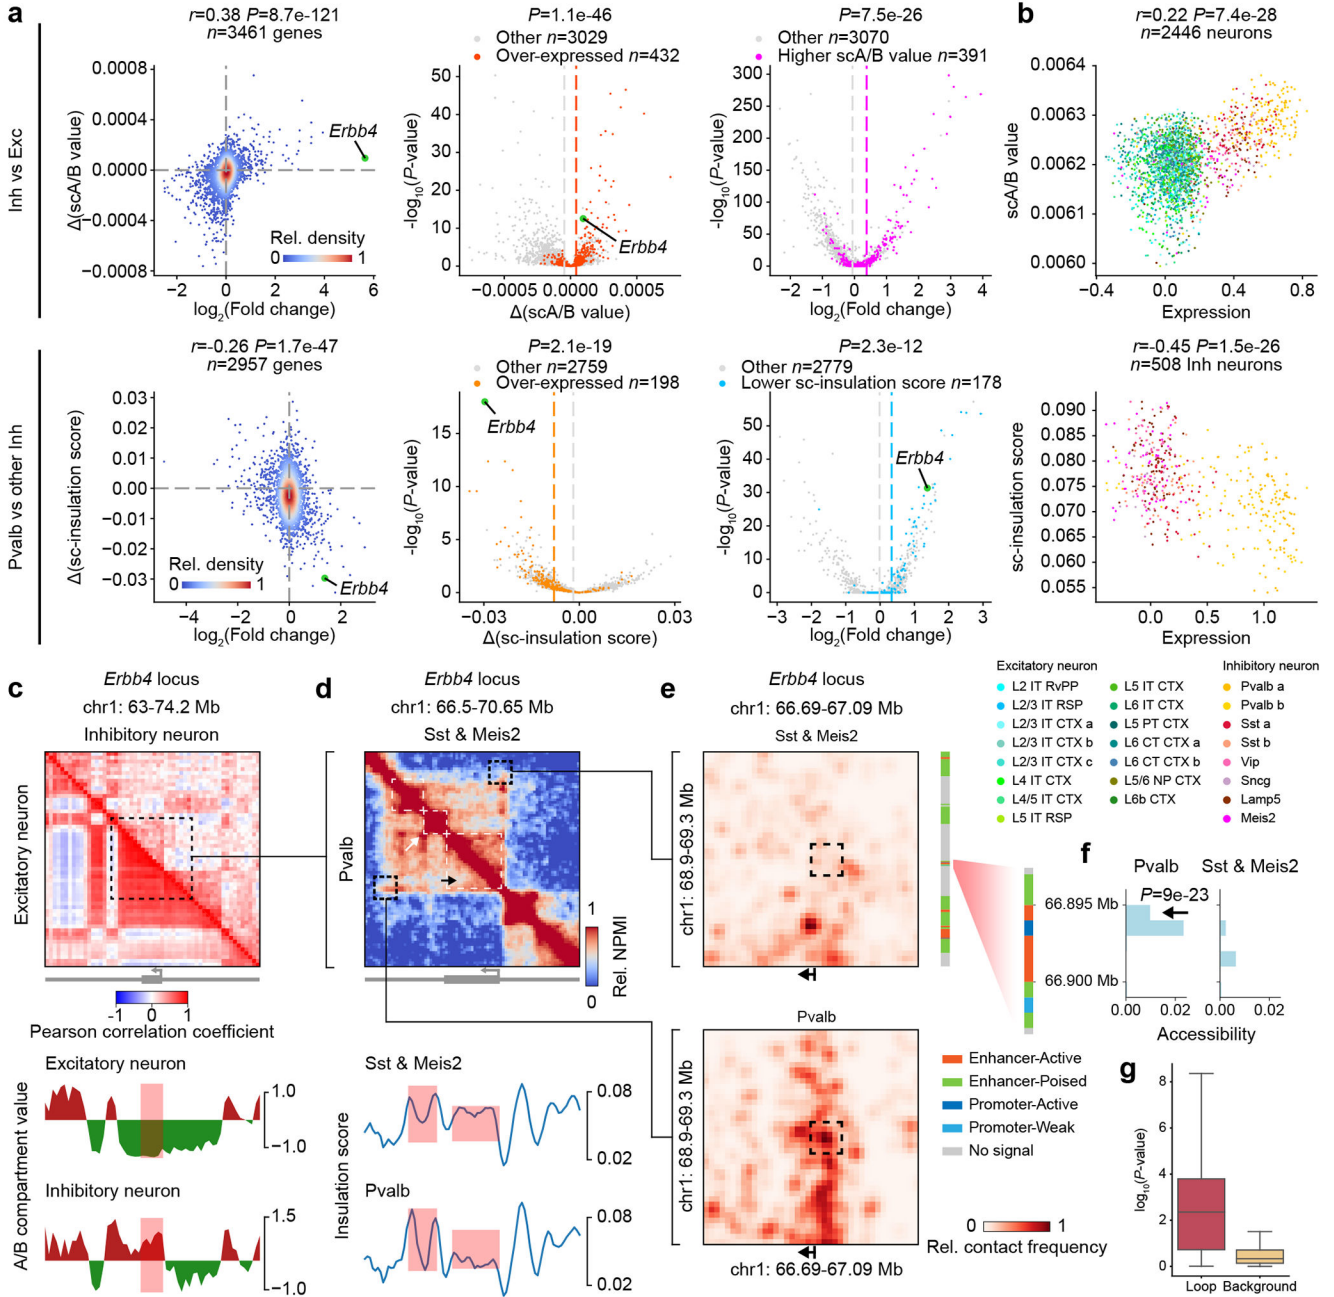 a
Inh vs Exc
r=0.38 P=8.7e-121
n=3461 genes
0.0008
0.0004
0.0000
−0.0004
−0.0008
Δ(scA/B value)
Erbb4
Rel. density
0 1
−2 0 2 4 6
log2(Fold change)
P=1.1e-46
Other n=3029
Over-expressed n=432
50
40
30
20
10
0
-log10(P-value)
Erbb4
−0.0005 0.0000 0.0005
Δ(scA/B value)
P=7.5e-26
Other n=3070
Higher scA/B value n=391
300
250
200
150
100
50
0
-log10(P-value)
−2 −1 0 1 2 3 4
log2(Fold change)
b
r=0.22 P=7.4e-28
n=2446 neurons
0.0064
0.0063
0.0062
0.0061
0.0060
scA/B value
−0.4 0.0 0.4 0.8
Expression
Pvalb vs other Inh
r=-0.26 P=1.7e-47
n=2957 genes
0.03
0.02
0.01
0.00
−0.01
−0.02
−0.03
Δ(sc-insulation score)
Rel. density
0 1
Erbb4
−4 −2 0 2
log2(Fold change)
P=2.1e-19
Other n=2759
Over-expressed n=198
15
10
5
0
-log10(P-value)
Erbb4
−0.03 0.00 0.03
Δ(sc-insulation score)
P=2.3e-12
Other n=2779
Lower sc-insulation score n=178
50
40
30
20
10
0
-log10(P-value)
Erbb4
−3 −2 −1 0 1 2 3
log2(Fold change)
r=-0.45 P=1.5e-26
n=508 Inh neurons
0.090
0.085
0.080
0.075
0.070
0.065
0.060
0.055
sc-insulation score
0.0 0.5 1.0
Expression
Excitatory neuron
L2 IT RvPP
L2/3 IT RSP
L2/3 IT CTX a
L2/3 IT CTX b
L2/3 IT CTX c
L4 IT CTX
L4/5 IT CTX
L5 IT RSP
L5 IT CTX
L6 IT CTX
L5 PT CTX
L6 CT CTX a
L6 CT CTX b
L5/6 NP CTX
L6b CTX
Inhibitory neuron
Pvalb a
Pvalb b
Sst a
Sst b
Vip
Sncg
Lamp5
Meis2
c
Erbb4 locus
chr1: 63-74.2 Mb
Inhibitory neuron
Excitatory neuron
-1 0 1
Pearson correlation coefficient
A/B compartment value
Excitatory neuron
1.0
−1.0
Inhibitory neuron
1.5
−1.0
d
Erbb4 locus
chr1: 66.5-70.65 Mb
Sst & Meis2
Pvalb
1
0
Rel. NPMI
Insulation score
Sst & Meis2
0.08
0.02
Pvalb
0.08
0.02
e
Erbb4 locus
chr1: 66.69-67.09 Mb
Sst & Meis2
chr1: 68.9-69.3 Mb
Pvalb
chr1: 68.9-69.3 Mb
chr1: 66.69-67.09 Mb
Enhancer-Active
Enhancer-Poised
Promoter-Active
Promoter-Weak
No signal
0 1
Rel. contact frequency
f
Pvalb Sst & Meis2
P=9e-23
66.895 Mb
66.900 Mb
0.00 0.02 0.00 0.02
Accessibility
g
8
6
4
2
0
log10(P-value)
Loop Background